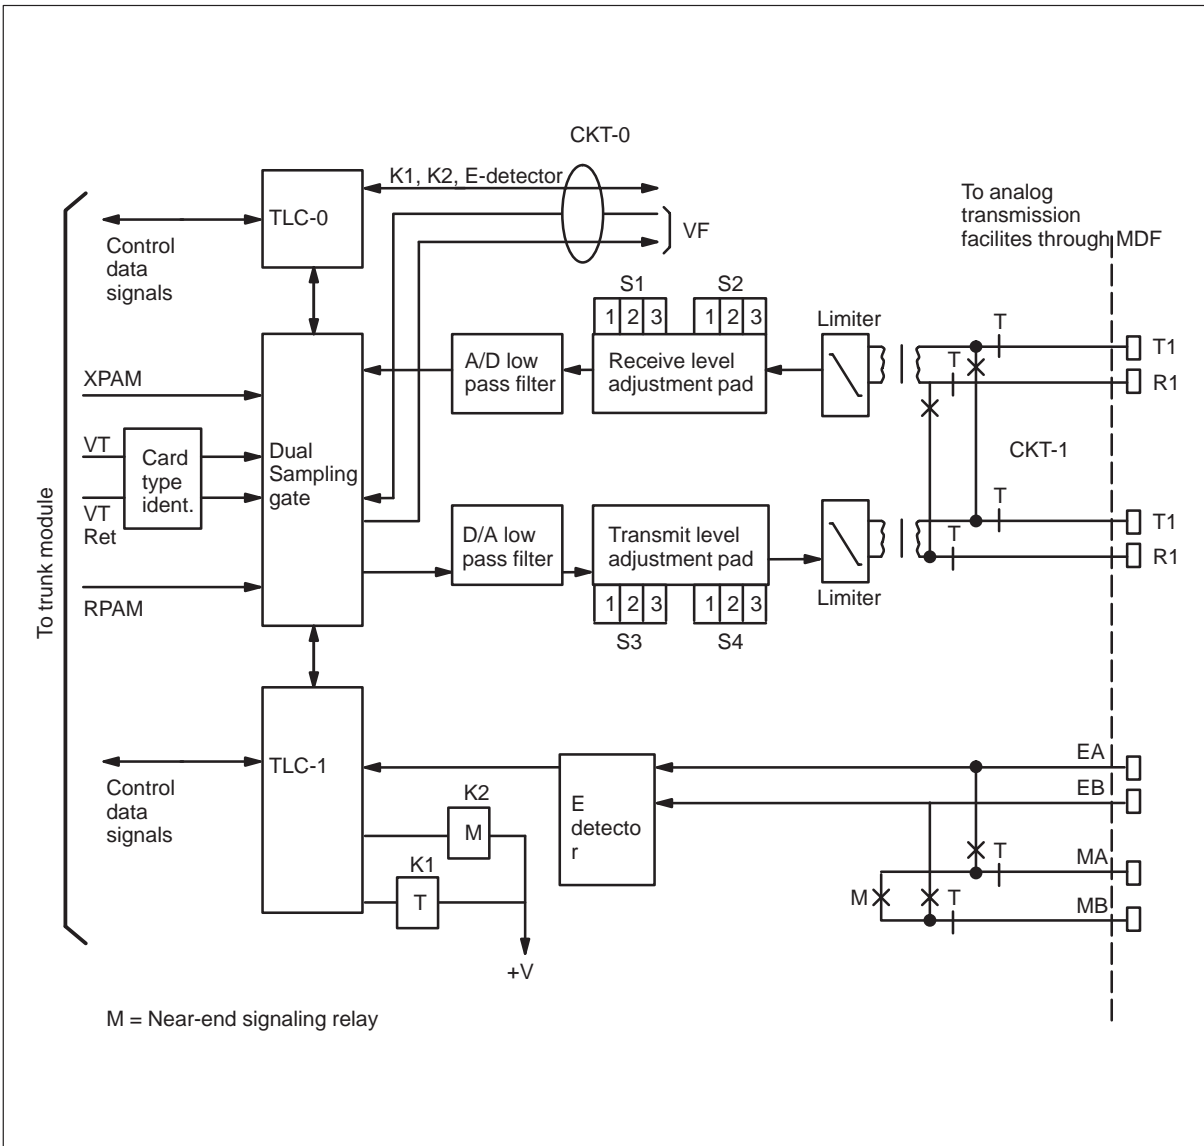 CKT-0
K1, K2, E-detector
TLC-0
VF
Control
data
signals
To analog
transmission
facilites through MDF
S1
S2
1 2 3
1 2 3
Limiter
T
T1
A/D low
pass filter
Receive level
adjustment pad
T
R1
XPAM
VT
Card
type
ident.
Dual
Sampling
gate
CKT-1
VT
Ret
T
T1
D/A low
pass filter
Transmit level
adjustment pad
T
R1
RPAM
1 2 3
1 2 3
Limiter
S3
S4
To trunk module
TLC-1
EA
Control
data
signals
K2
M
E
detecto
r
EB
K1
T
T
MA
M
T
MB
+V
M = Near-end signaling relay